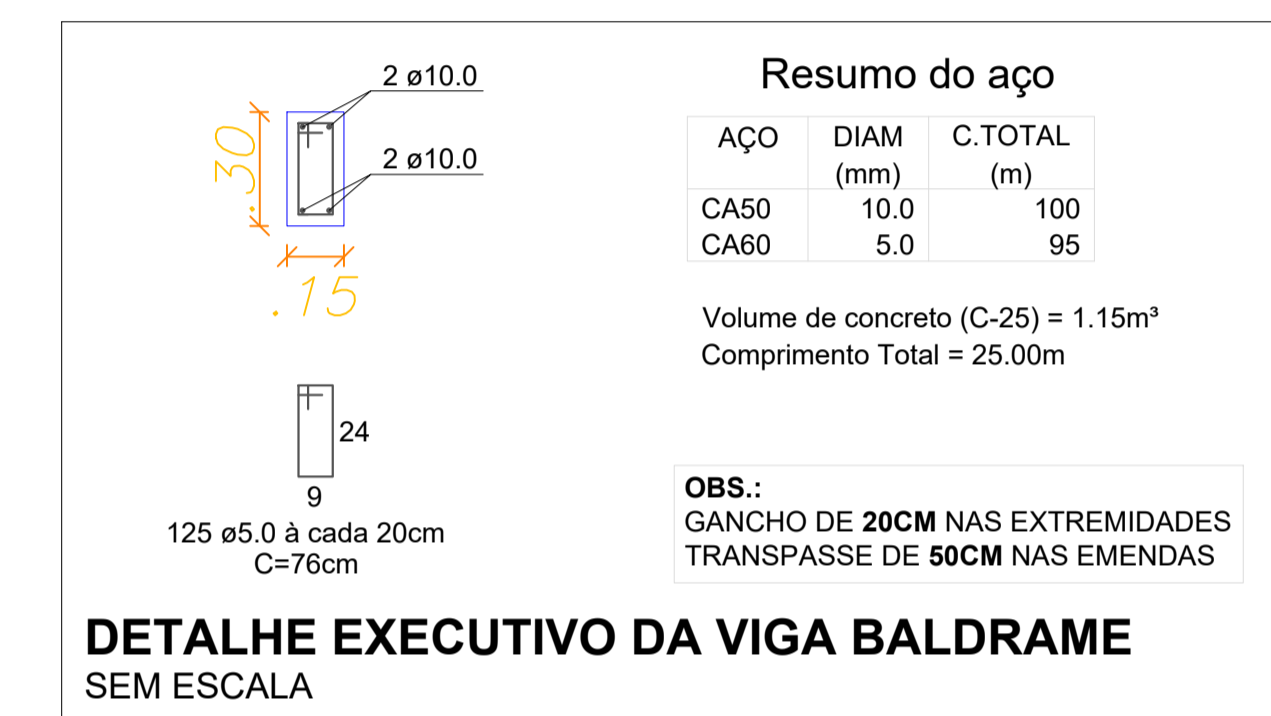 2 ø10.0
2 ø10.0
.30
.15
24
9
125 ø5.0 à cada 20cm
C=76cm
Resumo do aço
AÇO DIAM C.TOTAL
(mm) (m)
CA50 10.0 100
CA60 5.0 95
Volume de concreto (C-25) = 1.15m³
Comprimento Total = 25.00m
OBS.:
GANCHO DE 20CM NAS EXTREMIDADES
TRANSPASSE DE 50CM NAS EMENDAS
DETALHE EXECUTIVO DA VIGA BALDRAME
SEM ESCALA